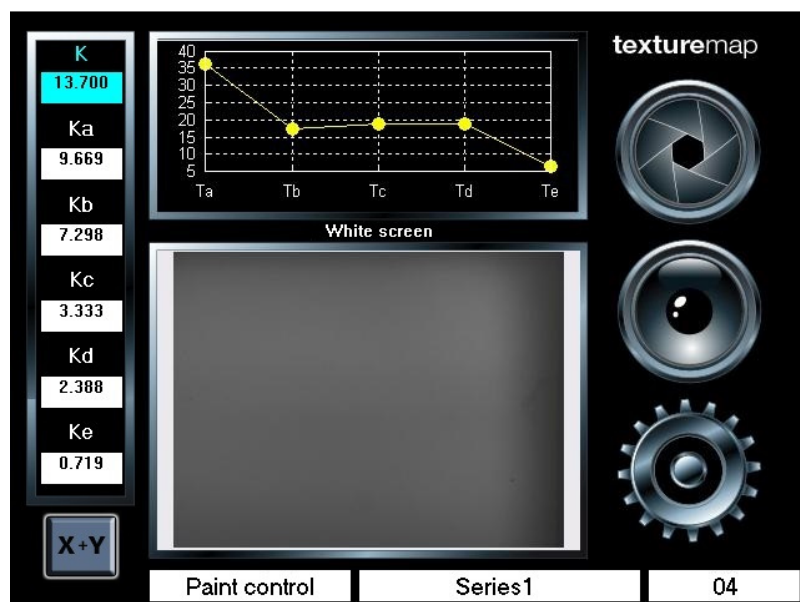 texturemap
K
13.700
Ka
9.669
Kb
7.298
Kc
3.333
Kd
2.388
Ke
0.719
X+Y
40
35
30
25
20
15
10
5
Ta Tb Tc Td Te
White screen
Paint control
Series1
04